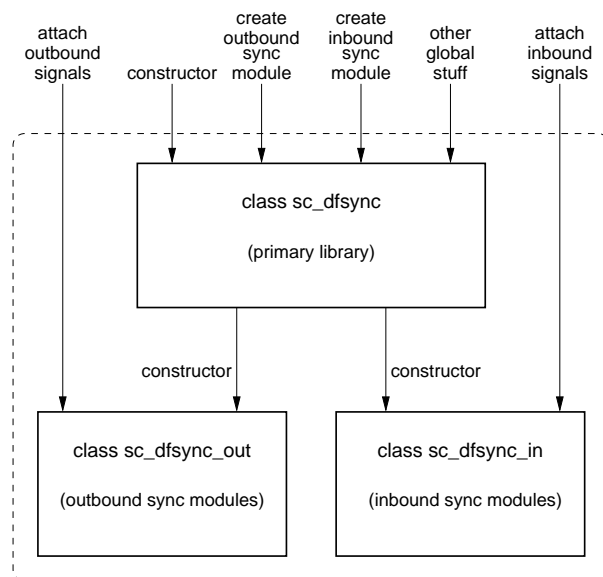 attach
outbound
signals
constructor
create
outbound
sync
module
create
inbound
sync
module
other
global
stuff
attach
inbound
signals
class sc_dfsync
(primary library)
constructor
constructor
class sc_dfsync_out
(outbound sync modules)
class sc_dfsync_in
(inbound sync modules)